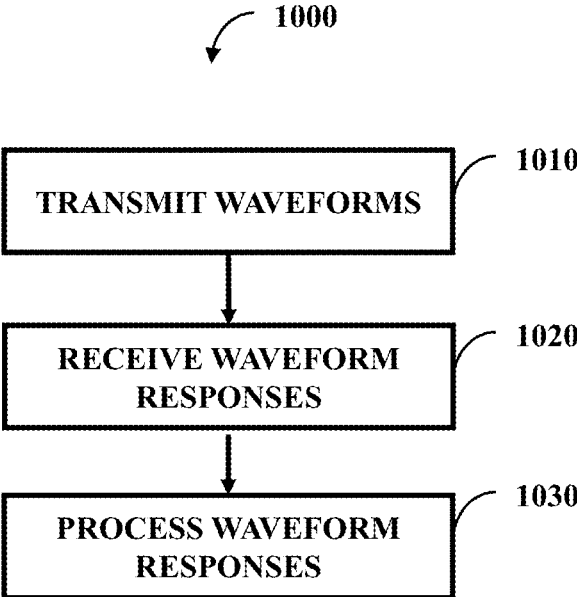 1000
1010
TRANSMIT WAVEFORMS
1020
RECEIVE WAVEFORM
RESPONSES
1030
PROCESS WAVEFORM
RESPONSES